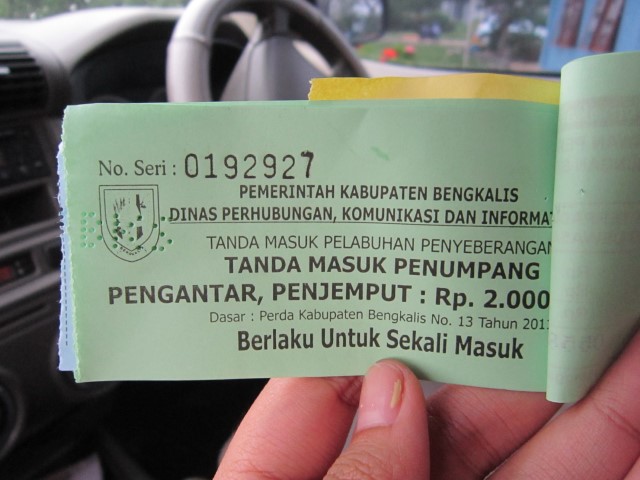 No. Seri : 0192927
PEMERINTAH KABUPATEN BENGKALIS
DINAS PERHUBUNGAN, KOMUNIKASI DAN INFORMAT
TANDA MASUK PELABUHAN PENYEBERANGAN
TANDA MASUK PENUMPANG
PENGANTAR, PENJEMPUT : Rp. 2.000
Dasar : Perda Kabupaten Bengkalis No. 13 Tahun 201
Berlaku Untuk Sekali Masuk